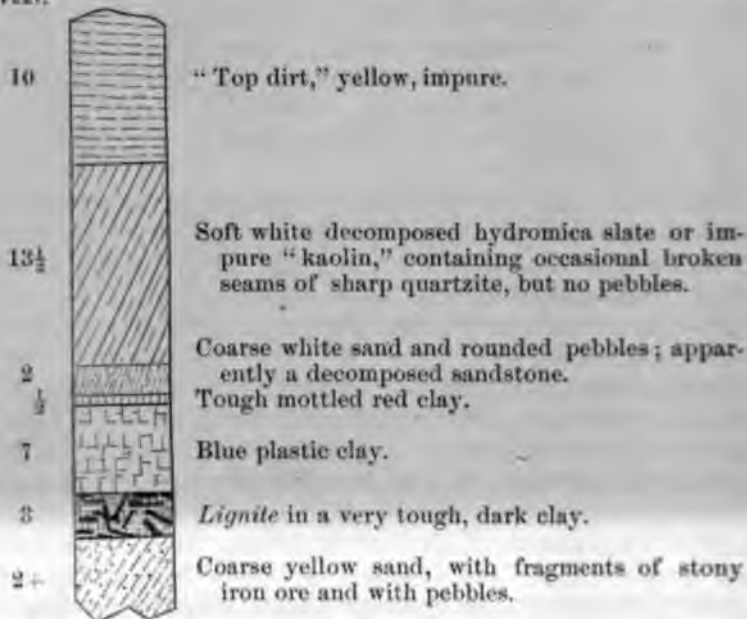 10 “ Top dirt,” yellow, impure.
13½ Soft white decomposed hydromica slate or im-
pure “ kaolin,” containing occasional broken
seams of sharp quartzite, but no pebbles.
2 Coarse white sand and rounded pebbles ; appar-
ently a decomposed sandstone.
½ Tough mottled red clay.
7 Blue plastic clay.
3 Lignite in a very tough, dark clay.
2+ Coarse yellow sand, with fragments of stony
iron ore and with pebbles.